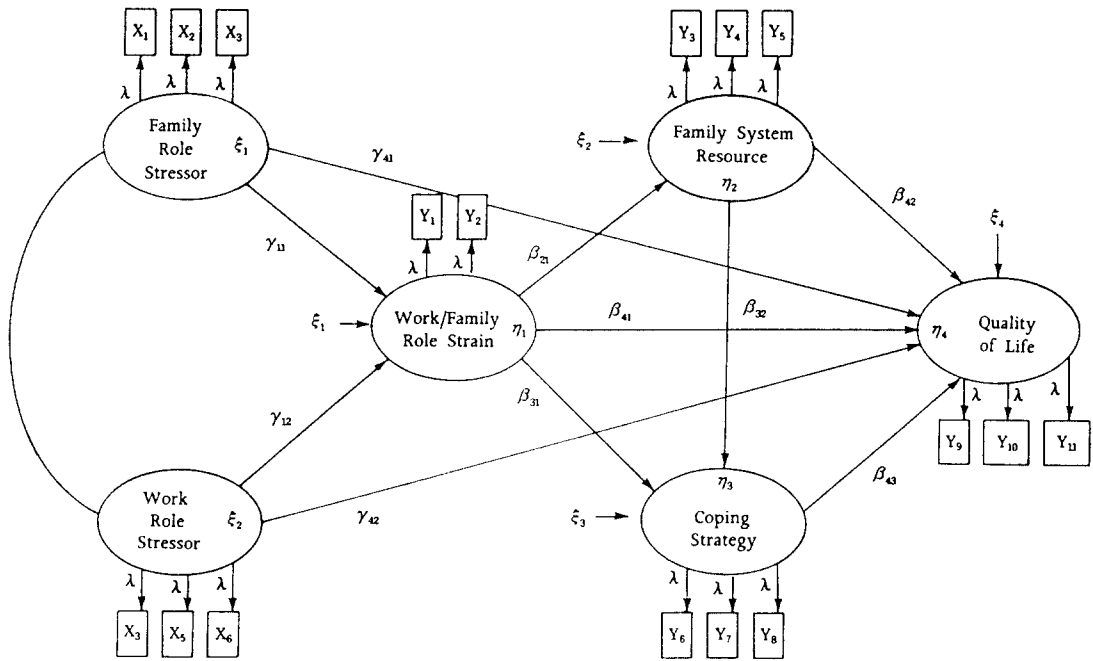 X₁ X₂ X₃
λ λ λ
Family
Role
Stressor
ξ₁
Y₃ Y₄ Y₅
λ λ λ
ξ₂
Family System
Resource
η₂
γ₄₁
β₄₂
Y₁ Y₂
λ λ
γ₁₁
β₂₁
ξ₄
ξ₁
Work/Family
Role Strain
η₁
β₄₁
β₃₂
η₄
Quality
of Life
λ λ λ
Y₉ Y₁₀ Y₁₁
γ₁₂
β₃₁
β₄₃
Work
Role
Stressor
ξ₂
γ₄₂
ξ₃
η₃
Coping
Strategy
λ λ λ
X₃ X₅ X₆
λ λ λ
Y₆ Y₇ Y₈